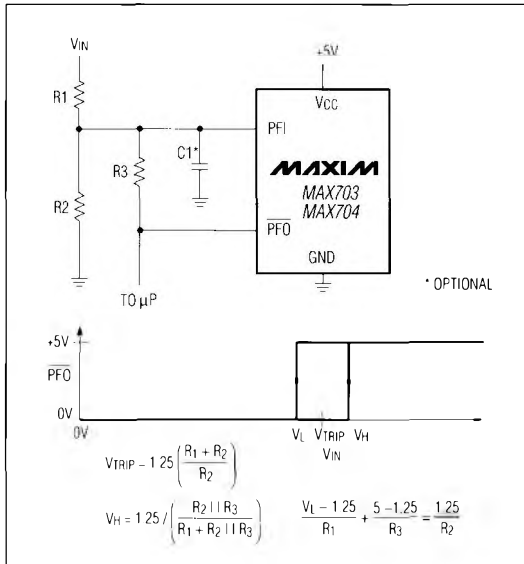 VIN
+5V
R1
VCC
PFI
C1*
R3
MAXIM
MAX703
MAX704
R2
PFO
GND
TO µP
* OPTIONAL
+5V
PFO
0V
0V
VL VTRIP VH
VIN
VTRIP - 1 25 (R1 + R2 / R2)
VH = 1 25 / (R2 || R3 / R1 + R2 || R3)
VL - 1 25 / R1 + 5 - 1.25 / R3 = 1.25 / R2